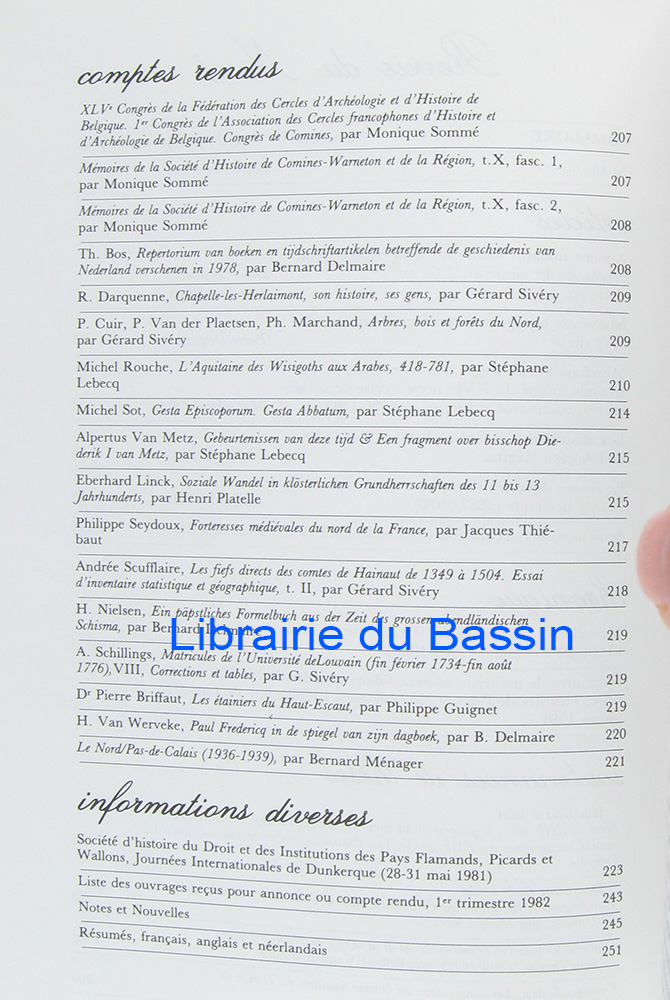 comptes rendus
XLVe Congrès de la Fédération des Cercles d'Archéologie et d'Histoire de
Belgique. 1er Congrès de l'Association des Cercles francophones d'Histoire et
d'Archéologie de Belgique. Congrès de Comines, par Monique Sommé 207
Mémoires de la Société d'Histoire de Comines-Warneton et de la Région, t.X, fasc. 1,
par Monique Sommé 207
Mémoires de la Société d'Histoire de Comines-Warneton et de la Région, t.X, fasc. 2,
par Monique Sommé 208
Th. Bos, Repertorium van boeken en tijdschriftartikelen betreffende de geschiedenis van
Nederland verschenen in 1978, par Bernard Delmaire 208
R. Darquenne, Chapelle-les-Herlaimont, son histoire, ses gens, par Gérard Sivéry 209
P. Cuir, P. Van der Plaetsen, Ph. Marchand, Arbres, bois et forêts du Nord,
par Gérard Sivéry 209
Michel Rouche, L'Aquitaine des Wisigoths aux Arabes, 418-781, par Stéphane
Lebecq 210
Michel Sot, Gesta Episcoporum. Gesta Abbatum, par Stéphane Lebecq 214
Alpertus Van Metz, Gebeurtenissen van deze tijd & Een fragment over bisschop Die-
derik I van Metz, par Stéphane Lebecq 215
Eberhard Linck, Soziale Wandel in klösterlichen Grundherrschaften des 11 bis 13
Jahrhunderts, par Henri Platelle 215
Philippe Seydoux, Forteresses médiévales du nord de la France, par Jacques Thié-
baut 217
Andrée Scufflaire, Les fiefs directs des comtes de Hainaut de 1349 à 1504. Essai
d'inventaire statistique et géographique, t. II, par Gérard Sivéry 218
H. Nielsen, Ein päpstliches Formelbuch aus der Zeit des grossen abendländischen
Schisma, par Bernard 219
Librairie du Bassin
A. Schillings, Matricules de l'Université deLouvain (fin février 1734-fin août
1776),VIII, Corrections et tables, par G. Sivéry 219
Dr Pierre Briffaut, Les étainiers du Haut-Escaut, par Philippe Guignet 219
H. Van Werveke, Paul Fredericq in de spiegel van zijn dagboek, par B. Delmaire 220
Le Nord/Pas-de-Calais (1936-1939), par Bernard Ménager 221
informations diverses
Société d'histoire du Droit et des Institutions des Pays Flamands, Picards et
Wallons, Journées Internationales de Dunkerque (28-31 mai 1981) 223
Liste des ouvrages reçus pour annonce ou compte rendu, 1er trimestre 1982 243
Notes et Nouvelles 245
Résumés, français, anglais et néerlandais 251